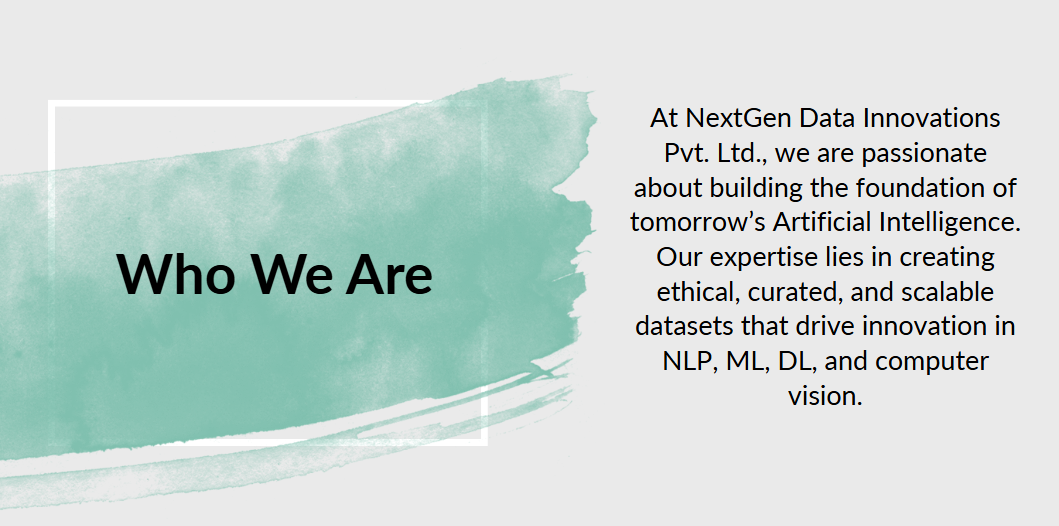 Who We Are
At NextGen Data Innovations
Pvt. Ltd., we are passionate
about building the foundation of
tomorrow’s Artificial Intelligence.
Our expertise lies in creating
ethical, curated, and scalable
datasets that drive innovation in
NLP, ML, DL, and computer
vision.